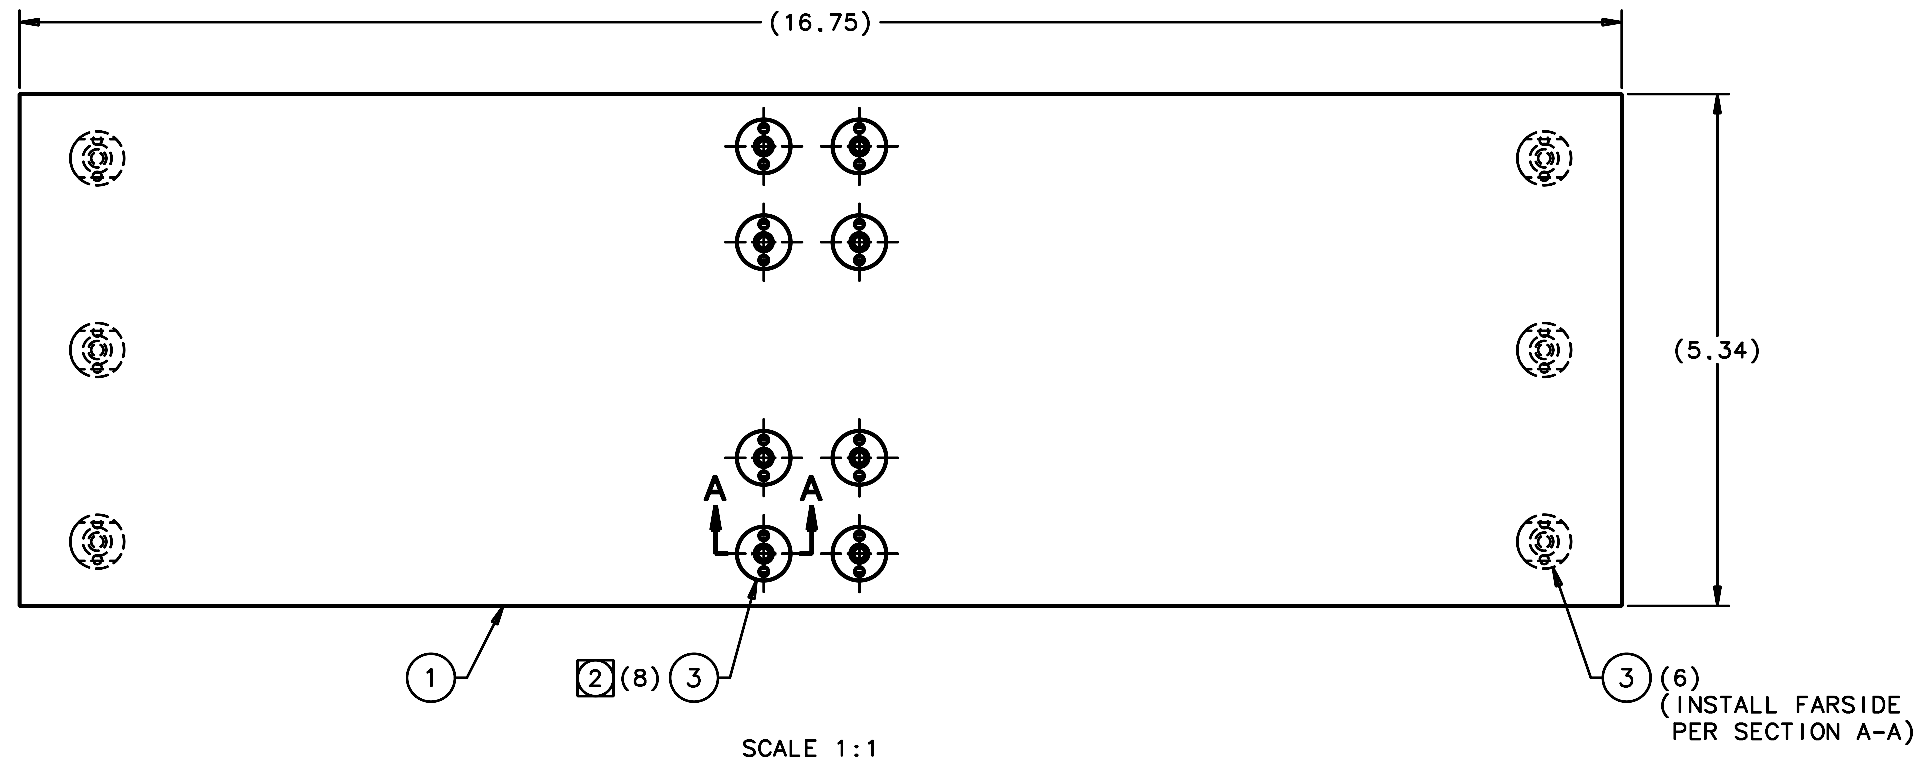 (16.75)
(5.34)
A A
1
2 (8) 3
3 (6)
(INSTALL FARSIDE
PER SECTION A-A)
SCALE 1:1